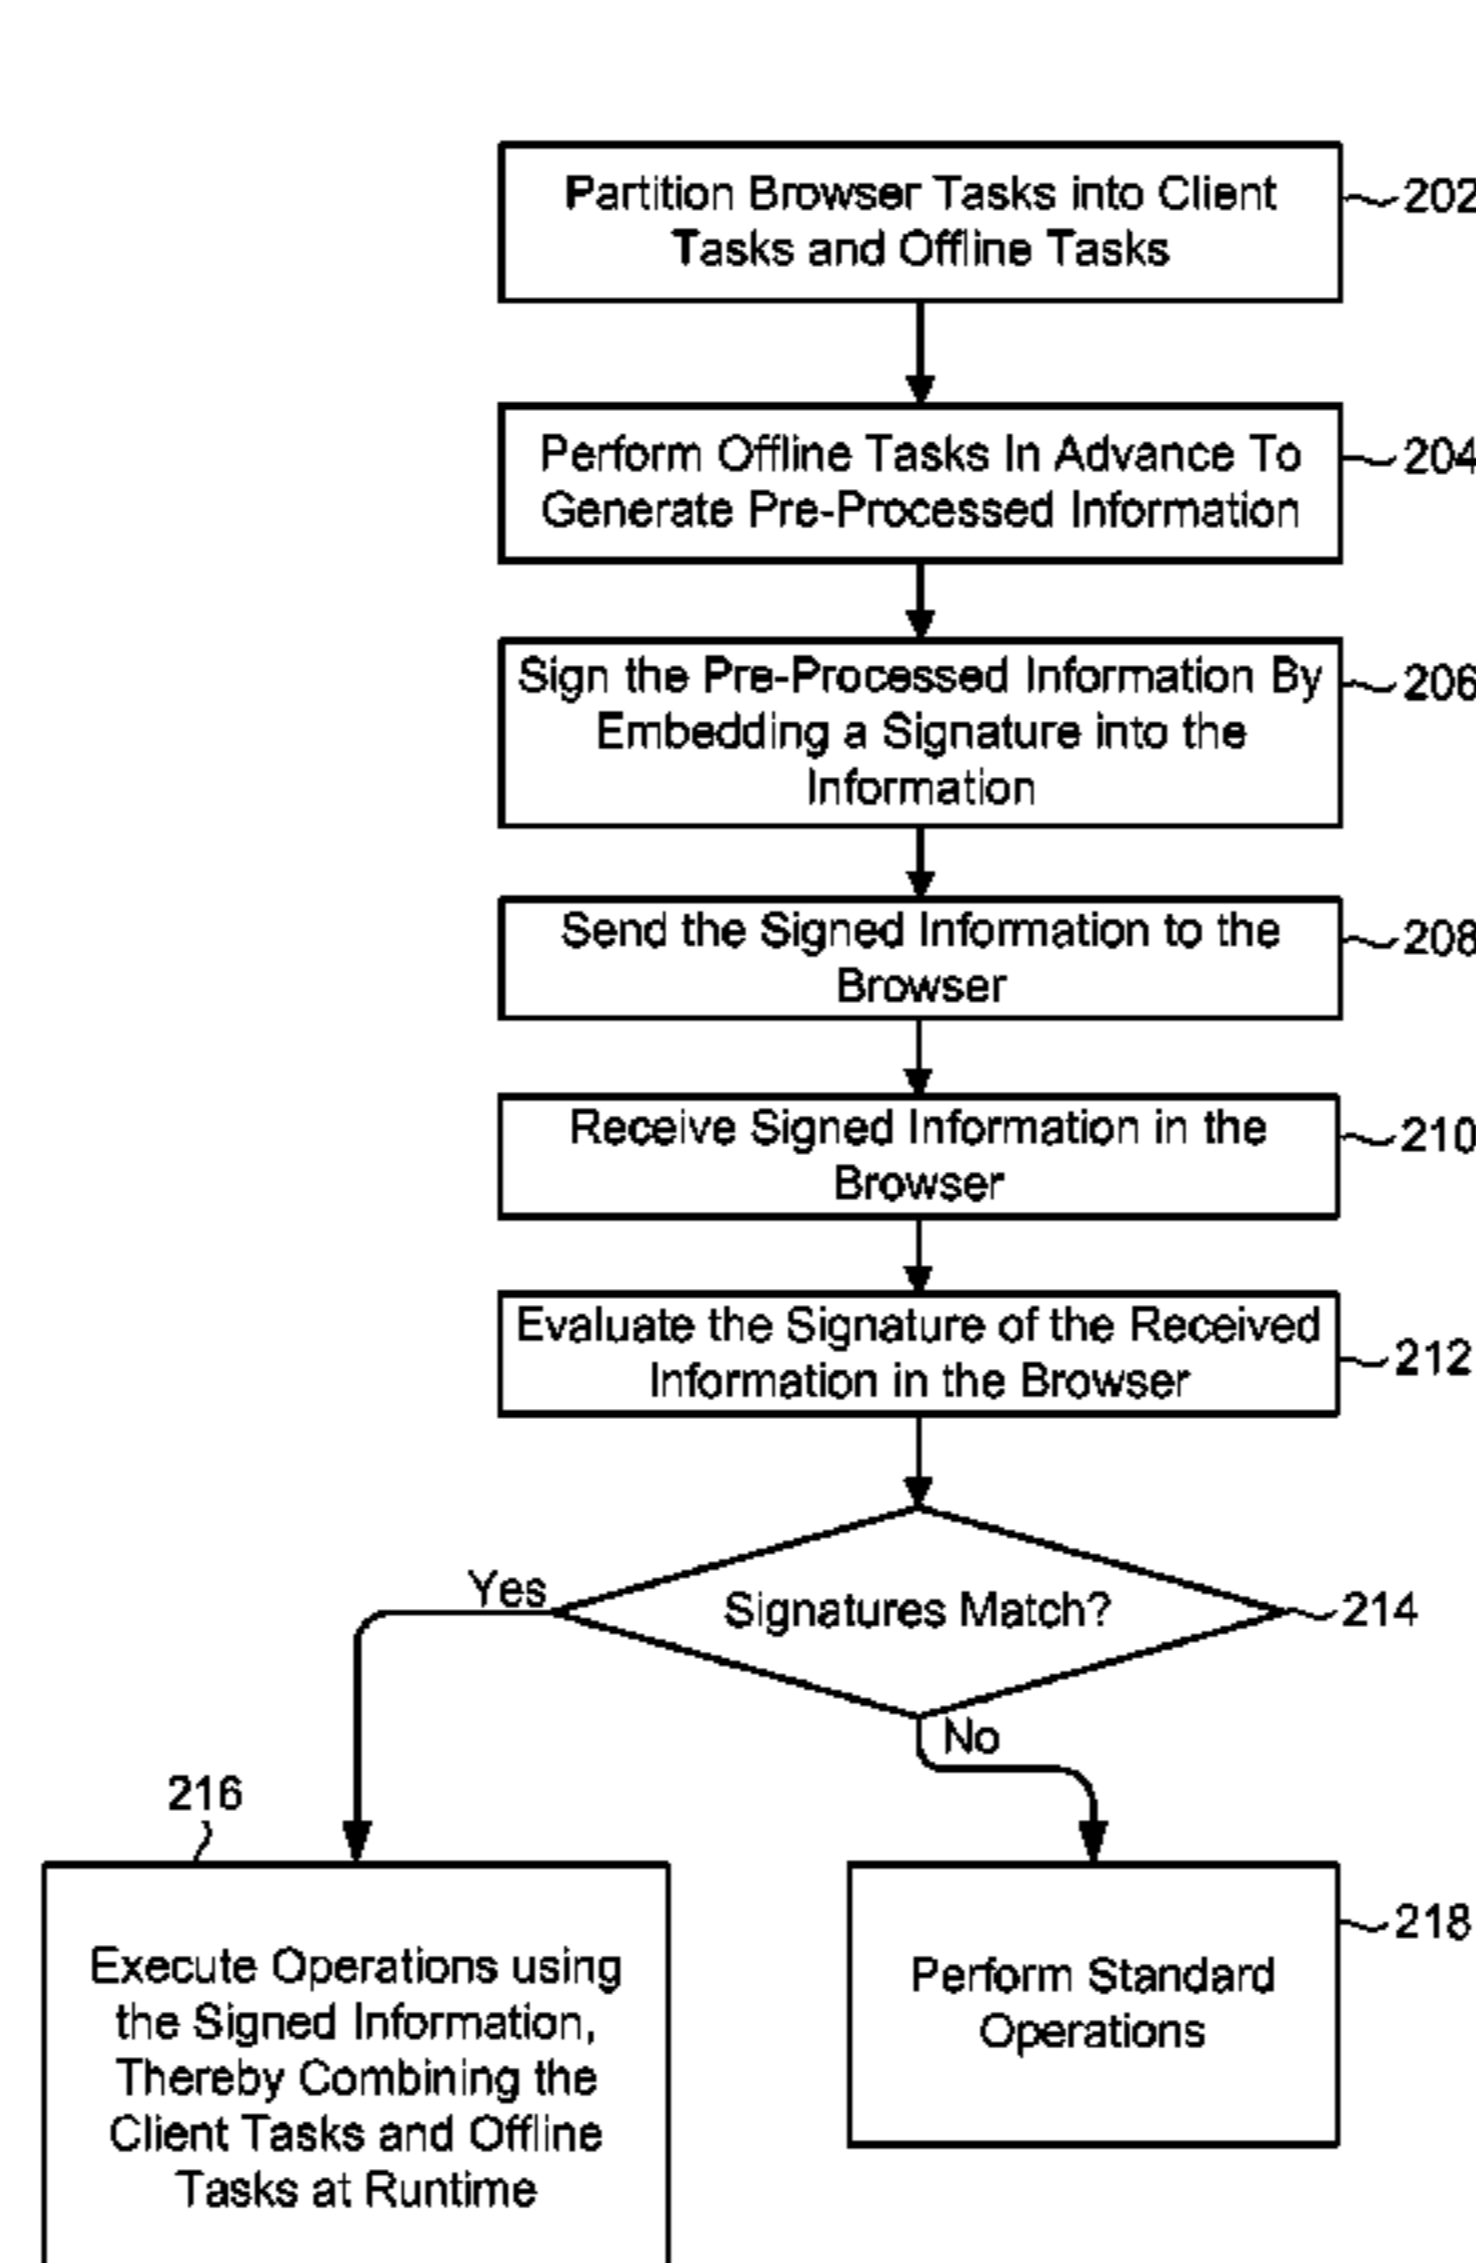 Partition Browser Tasks into Client
Tasks and Offline Tasks
202
Perform Offline Tasks In Advance To
Generate Pre-Processed Information
204
Sign the Pre-Processed Information By
Embedding a Signature into the
Information
206
Send the Signed Information to the
Browser
208
Receive Signed Information in the
Browser
210
Evaluate the Signature of the Received
Information in the Browser
212
Signatures Match?
214
Yes
No
216
Execute Operations using
the Signed Information,
Thereby Combining the
Client Tasks and Offline
Tasks at Runtime
Perform Standard
Operations
218